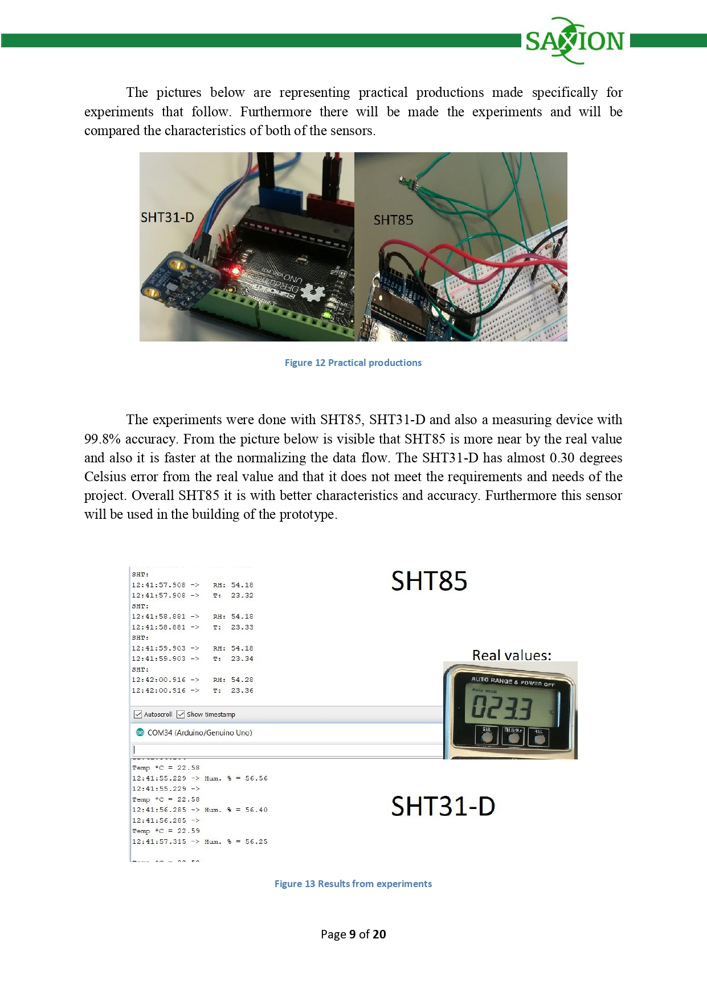 SAXION
The pictures below are representing practical productions made specifically for
experiments that follow. Furthermore there will be made the experiments and will be
compared the characteristics of both of the sensors.
SHT31-D
SHT85
Figure 12 Practical productions
The experiments were done with SHT85, SHT31-D and also a measuring device with
99.8% accuracy. From the picture below is visible that SHT85 is more near by the real value
and also it is faster at the normalizing the data flow. The SHT31-D has almost 0.30 degrees
Celsius error from the real value and that it does not meet the requirements and needs of the
project. Overall SHT85 it is with better characteristics and accuracy. Furthermore this sensor
will be used in the building of the prototype.
SHT:
12:41:57.908 -> RH: 54.18
12:41:57.908 -> T: 23.32
SHT:
12:41:58.881 -> RH: 54.18
12:41:58.881 -> T: 23.33
SHT:
12:41:59.903 -> RH: 54.18
12:41:59.903 -> T: 23.34
SHT:
12:42:00.916 -> RH: 54.28
12:42:00.916 -> T: 23.36
SHT85
Real values:
AUTO RANGE & POWER OFF
023.3
SEL
REL
Autoscroll Show timestamp
COM34 (Arduino/Genuino Uno)
Temp *C = 22.58
12:41:55.229 -> Hum. % = 56.56
12:41:55.229 ->
Temp *C = 22.58
12:41:56.285 -> Hum. % = 56.40
12:41:56.285 ->
Temp *C = 22.59
12:41:57.315 -> Hum. % = 56.25
SHT31-D
Figure 13 Results from experiments
Page 9 of 20